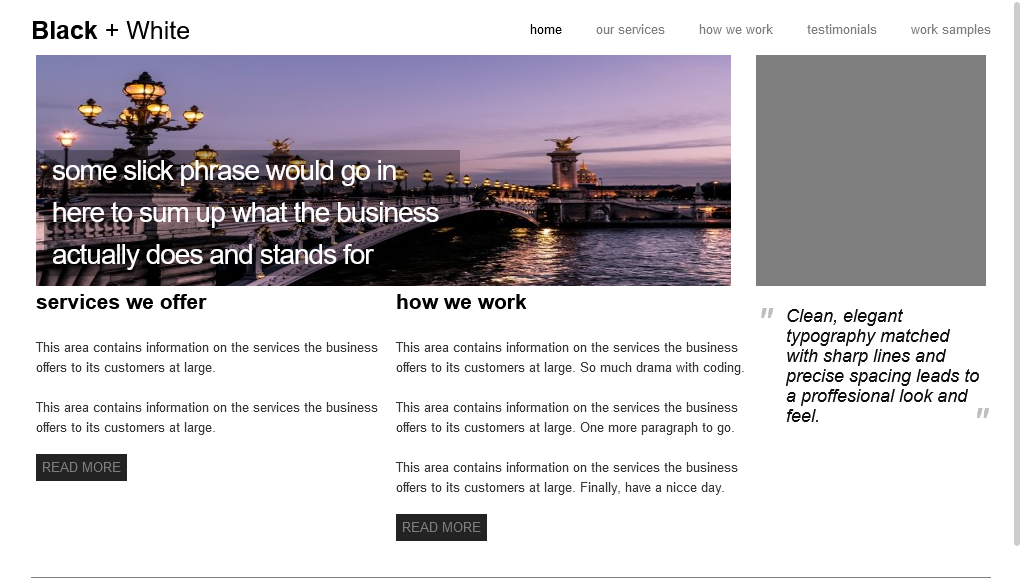 Black + White
home our services how we work testimonials work samples
some slick phrase would go in
here to sum up what the business
actually does and stands for
services we offer
This area contains information on the services the business
offers to its customers at large.
This area contains information on the services the business
offers to its customers at large.
READ MORE
how we work
This area contains information on the services the business
offers to its customers at large. So much drama with coding.
This area contains information on the services the business
offers to its customers at large. One more paragraph to go.
This area contains information on the services the business
offers to its customers at large. Finally, have a nicce day.
READ MORE
" Clean, elegant
typography matched
with sharp lines and
precise spacing leads to
a proffesional look and
feel. "